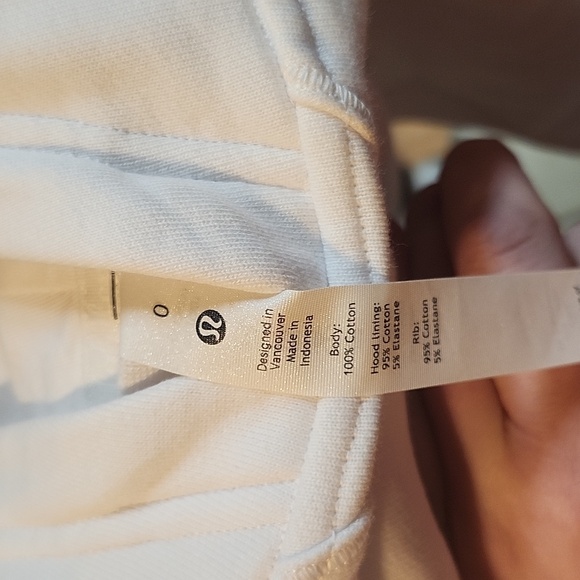 0
Designed in
Vancouver
Made in
Indonesia
Body:
100% Cotton
Hood lining:
95% Cotton
5% Elastane
Rib:
95% Cotton
5% Elastane